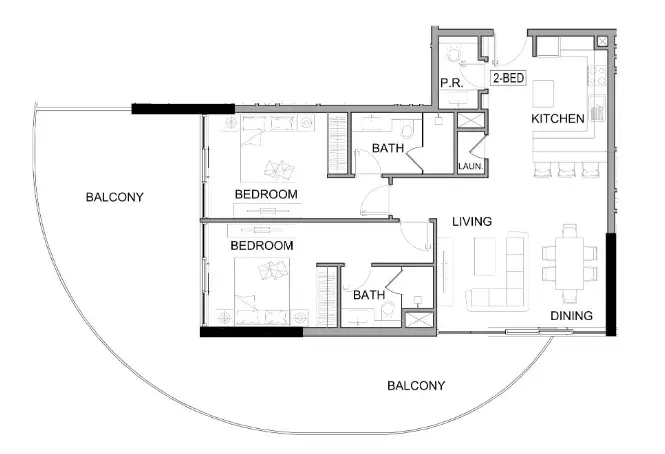 P.R.
2-BED
KITCHEN
BATH
LAUN.
BALCONY
BEDROOM
LIVING
BEDROOM
BATH
DINING
BALCONY